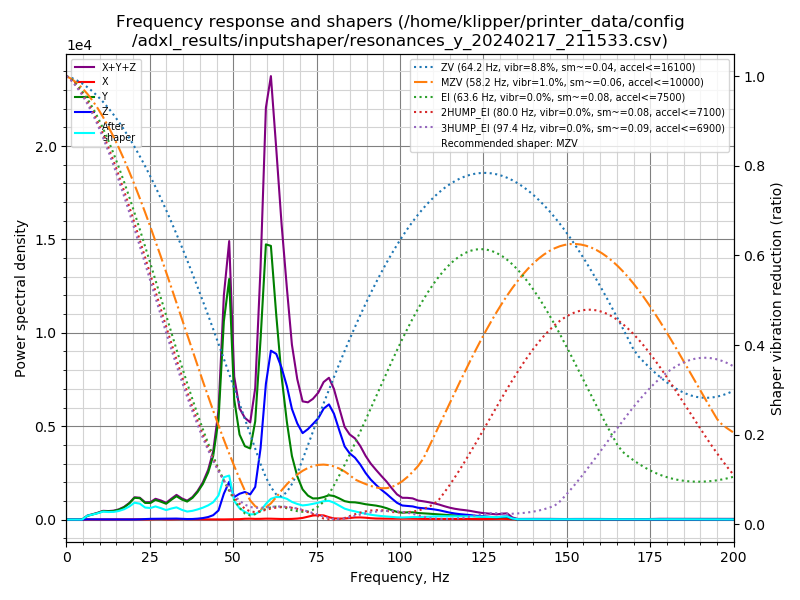 Frequency response and shapers (/home/klipper/printer_data/config
/adxl_results/inputshaper/resonances_y_20240217_211533.csv)
1e4
X+Y+Z
X
Y
Z
After
shaper
ZV (64.2 Hz, vibr=8.8%, sm~=0.04, accel<=16100)
MZV (58.2 Hz, vibr=1.0%, sm~=0.06, accel<=10000)
EI (63.6 Hz, vibr=0.0%, sm~=0.08, accel<=7500)
2HUMP_EI (80.0 Hz, vibr=0.0%, sm~=0.08, accel<=7100)
3HUMP_EI (97.4 Hz, vibr=0.0%, sm~=0.09, accel<=6900)
Recommended shaper: MZV
Power spectral density
2.0
1.5
1.0
0.5
0.0
1.0
0.8
0.6
0.4
0.2
0.0
Shaper vibration reduction (ratio)
0 25 50 75 100 125 150 175 200
Frequency, Hz